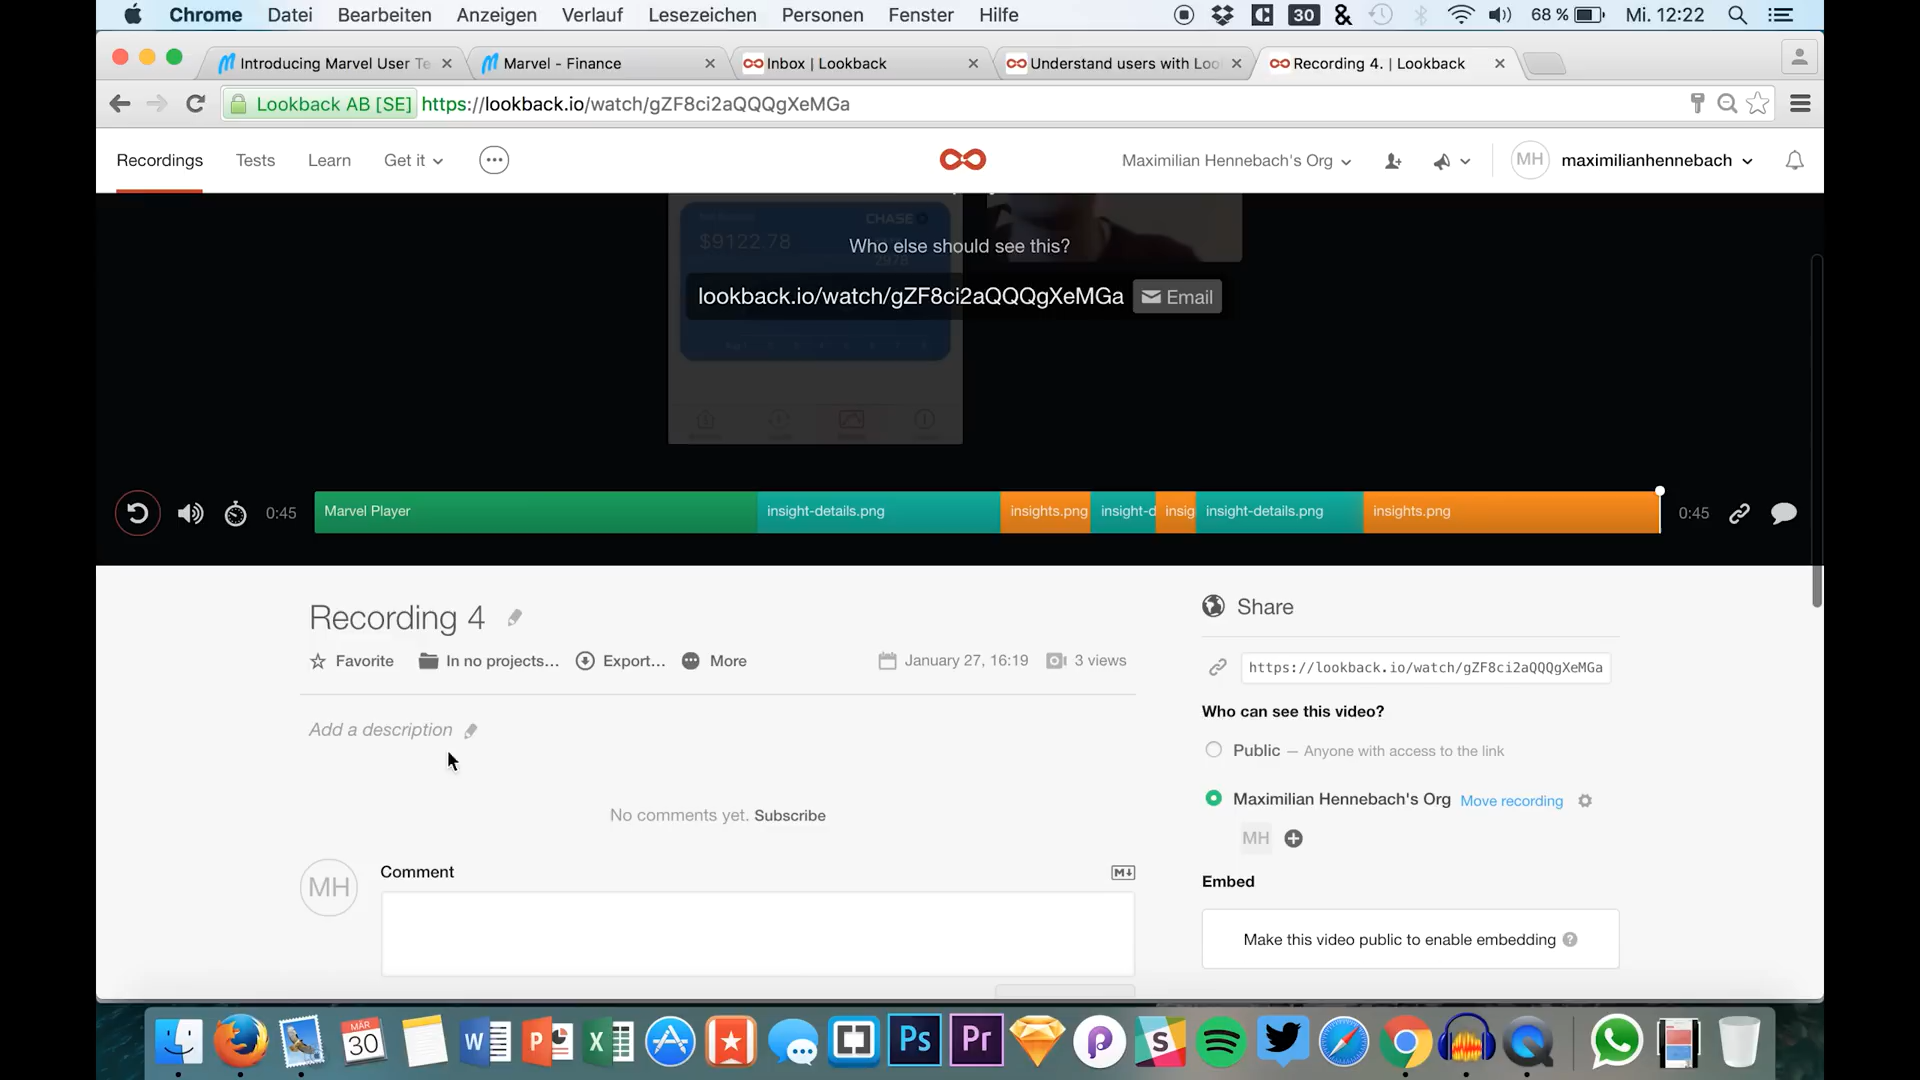 Chrome Datei Bearbeiten Anzeigen Verlauf Lesezeichen Personen Fenster Hilfe 30 68 % Mi. 12:22
Introducing Marvel User Te
Marvel - Finance
Inbox | Lookback
Understand users with Loo
Recording 4. | Lookback
Lookback AB [SE] https://lookback.io/watch/gZF8ci2aQQQgXeMGa
Recordings Tests Learn Get it Maximilian Hennebach's Org MH maximilianhennebach
CHASE
$9122.78
2978
Who else should see this?
lookback.io/watch/gZF8ci2aQQQgXeMGa Email
0:45 Marvel Player insight-details.png insights.png insight-d insig insight-details.png insights.png 0:45
Recording 4
Favorite In no projects... Export... More January 27, 16:19 3 views
Add a description
No comments yet. Subscribe
MH
Comment
M
Share
https://lookback.io/watch/gZF8ci2aQQQgXeMGa
Who can see this video?
Public — Anyone with access to the link
Maximilian Hennebach's Org Move recording
MH
Embed
Make this video public to enable embedding ?
MÄR
30
W P X Ps Pr